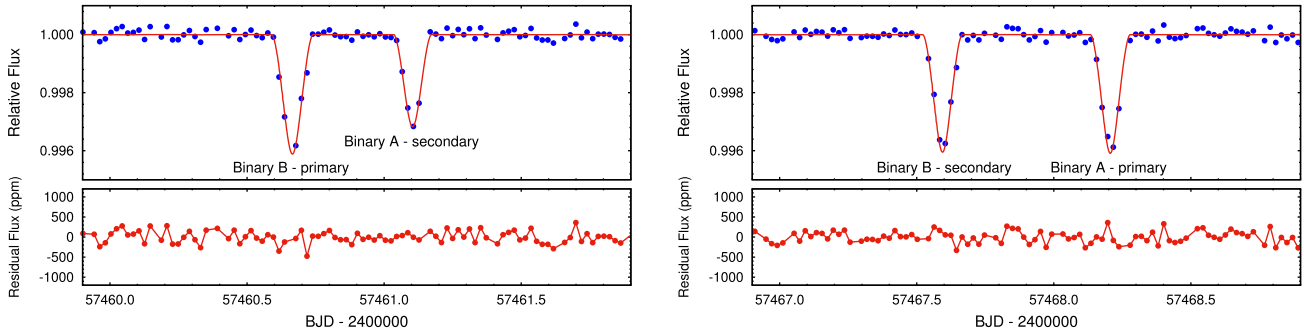 Relative Flux
1.000
0.998
0.996
Binary A - secondary
Binary B - primary
Residual Flux (ppm)
1000
500
0
-500
-1000
57460.0 57460.5 57461.0 57461.5
BJD - 2400000
Relative Flux
1.000
0.998
0.996
Binary B - secondary Binary A - primary
Residual Flux (ppm)
1000
500
0
-500
-1000
57467.0 57467.5 57468.0 57468.5
BJD - 2400000